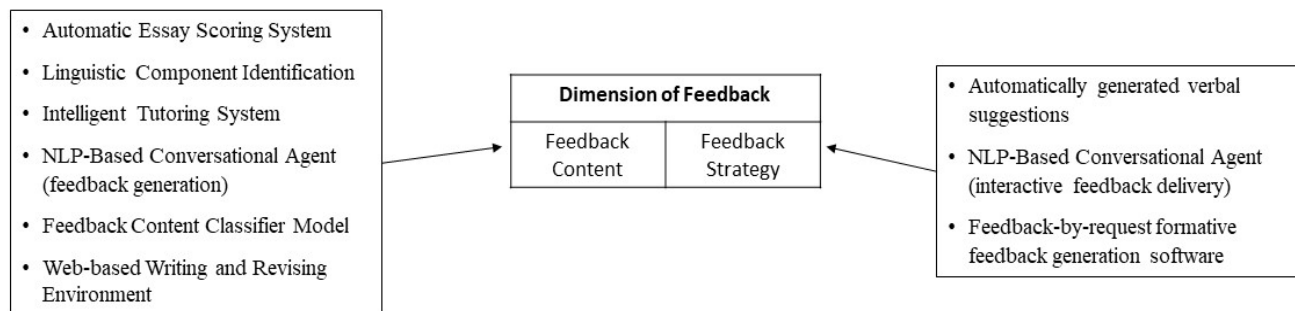 • Automatic Essay Scoring System
• Linguistic Component Identification
• Intelligent Tutoring System
• NLP-Based Conversational Agent
(feedback generation)
• Feedback Content Classifier Model
• Web-based Writing and Revising
Environment
Dimension of Feedback
Feedback
Content
Feedback
Strategy
• Automatically generated verbal
suggestions
• NLP-Based Conversational Agent
(interactive feedback delivery)
• Feedback-by-request formative
feedback generation software